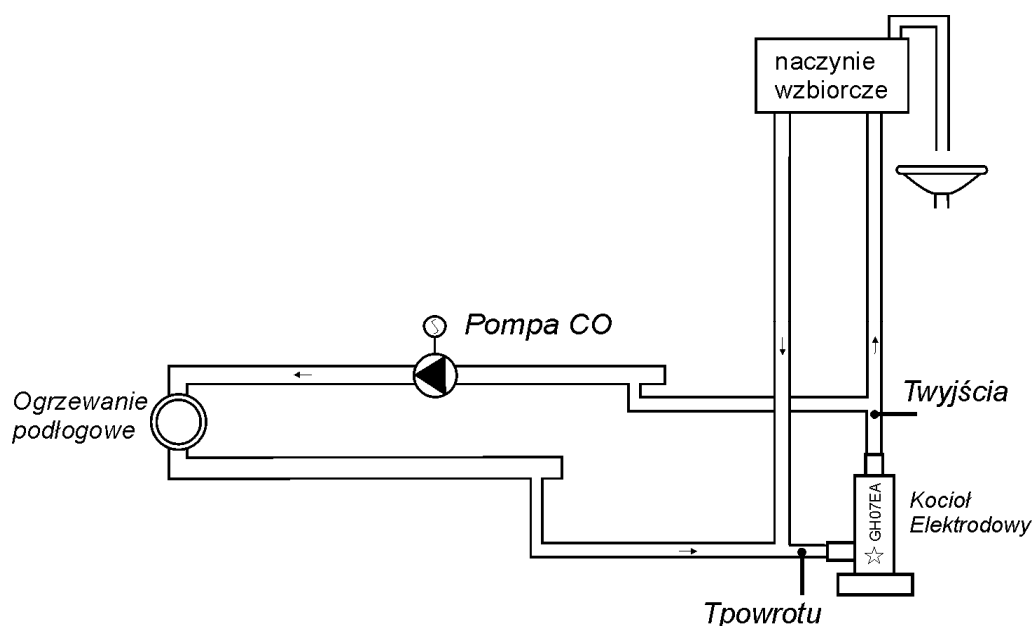 naczynie
wzbiorcze
Pompa CO
Ogrzewanie
podłogowe
Twyjścia
GH07EA
Kocioł
Elektrodowy
Tpowrotu